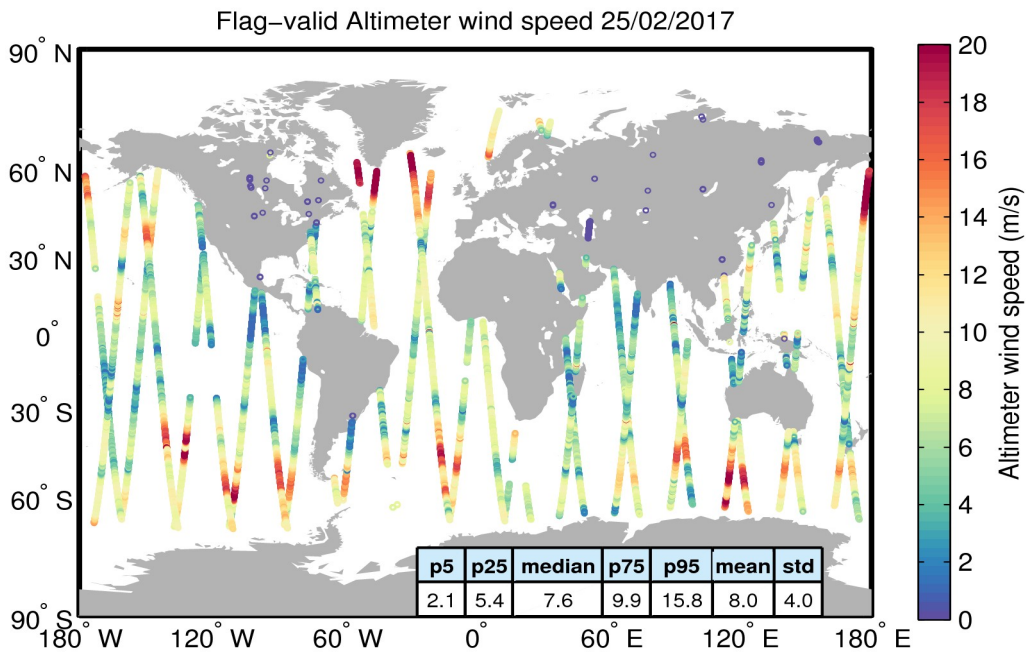 Flag−valid Altimeter wind speed 25/02/2017
90° N
60° N
30° N
0°
30° S
60° S
90° S
180° W
120° W
60° W
0°
60° E
120° E
180° E
p5 p25 median p75 p95 mean std
2.1 5.4 7.6 9.9 15.8 8.0 4.0
20
18
16
14
12
10
8
6
4
2
0
Altimeter wind speed (m/s)